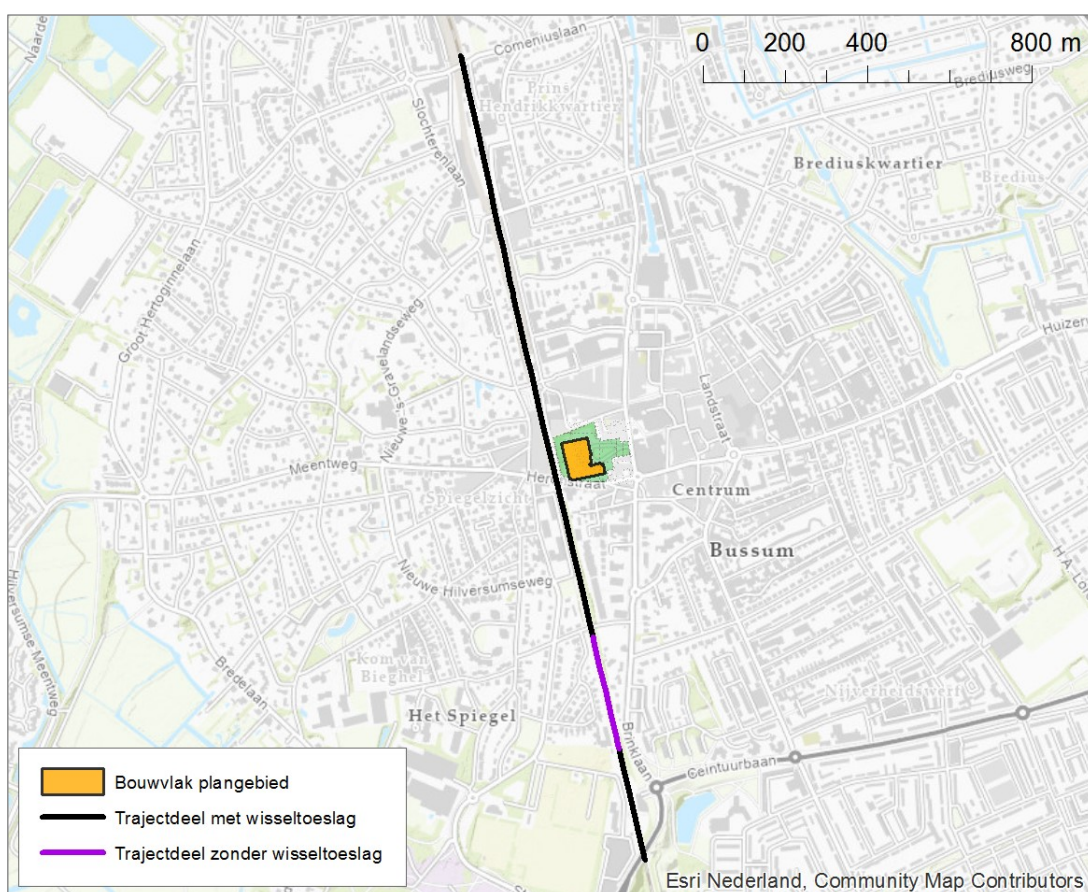 0 200 400 800 m
Naarde
Comeniuslaan
Brediusweg
Prins
Hendrikkwartier
Slochterenlaan
Brediuskwartier
Bredius
Groot Hertoginnelaan
Nieuwe-s-Gravelandseweg
Huizer
Landstraat
Meentweg
Spiegelzicht
Centrum
Bussum
H.A. Lor
Nieuwe Hilversumseweg
Hilversumse Meentweg
Kom van
Bieghel
Bredelaan
Het Spiegel
Brinklaan
Ceintuurbaan
Bouwvlak plangebied
Trajectdeel met wisseltoeslag
Trajectdeel zonder wisseltoeslag
Esri Nederland, Community Map Contributors